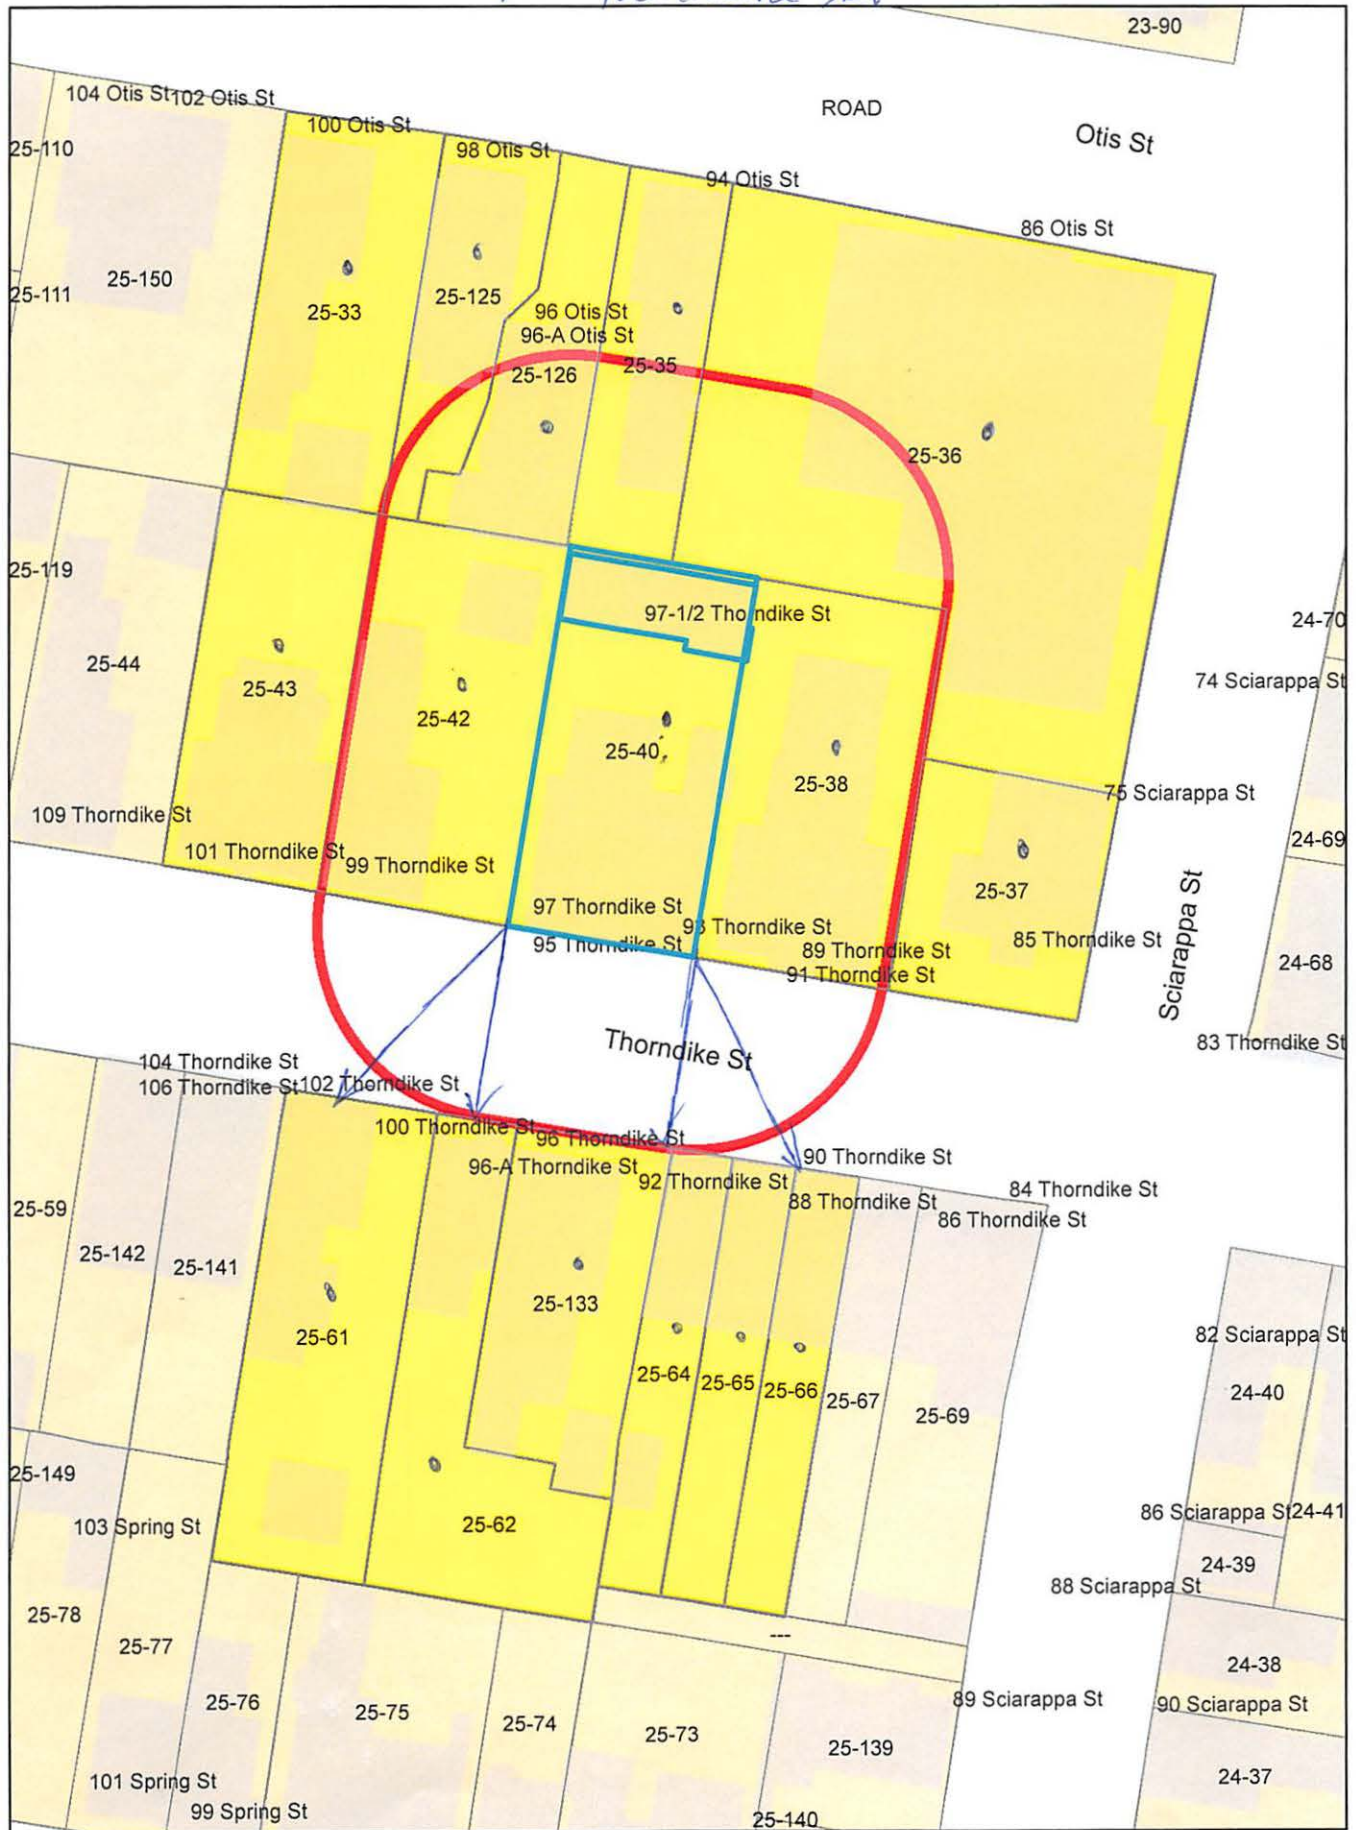 23-90
104 Otis St
102 Otis St
ROAD
100 Otis St
Otis St
25-110
98 Otis St
94 Otis St
86 Otis St
25-150
25-111
25-33
25-125
96 Otis St
96-A Otis St
25-35
25-126
25-36
25-119
97-1/2 Thorndike St
24-70
25-44
74 Sciarappa St
25-43
25-42
25-40
25-38
75 Sciarappa St
109 Thorndike St
24-69
101 Thorndike St
99 Thorndike St
25-37
97 Thorndike St
93 Thorndike St
Sciarappa St
95 Thorndike St
89 Thorndike St
85 Thorndike St
91 Thorndike St
24-68
Thorndike St
83 Thorndike St
104 Thorndike St
106 Thorndike St
102 Thorndike St
100 Thorndike St
96 Thorndike St
90 Thorndike St
96-A Thorndike St
92 Thorndike St
84 Thorndike St
88 Thorndike St
86 Thorndike St
25-59
25-142
25-141
25-133
25-61
82 Sciarappa St
25-64
25-65
25-66
25-67
25-69
24-40
25-149
86 Sciarappa St
24-41
103 Spring St
25-62
24-39
88 Sciarappa St
25-78
25-77
---
24-38
25-76
25-75
25-74
25-73
89 Sciarappa St
90 Sciarappa St
25-139
101 Spring St
24-37
99 Spring St
25-140